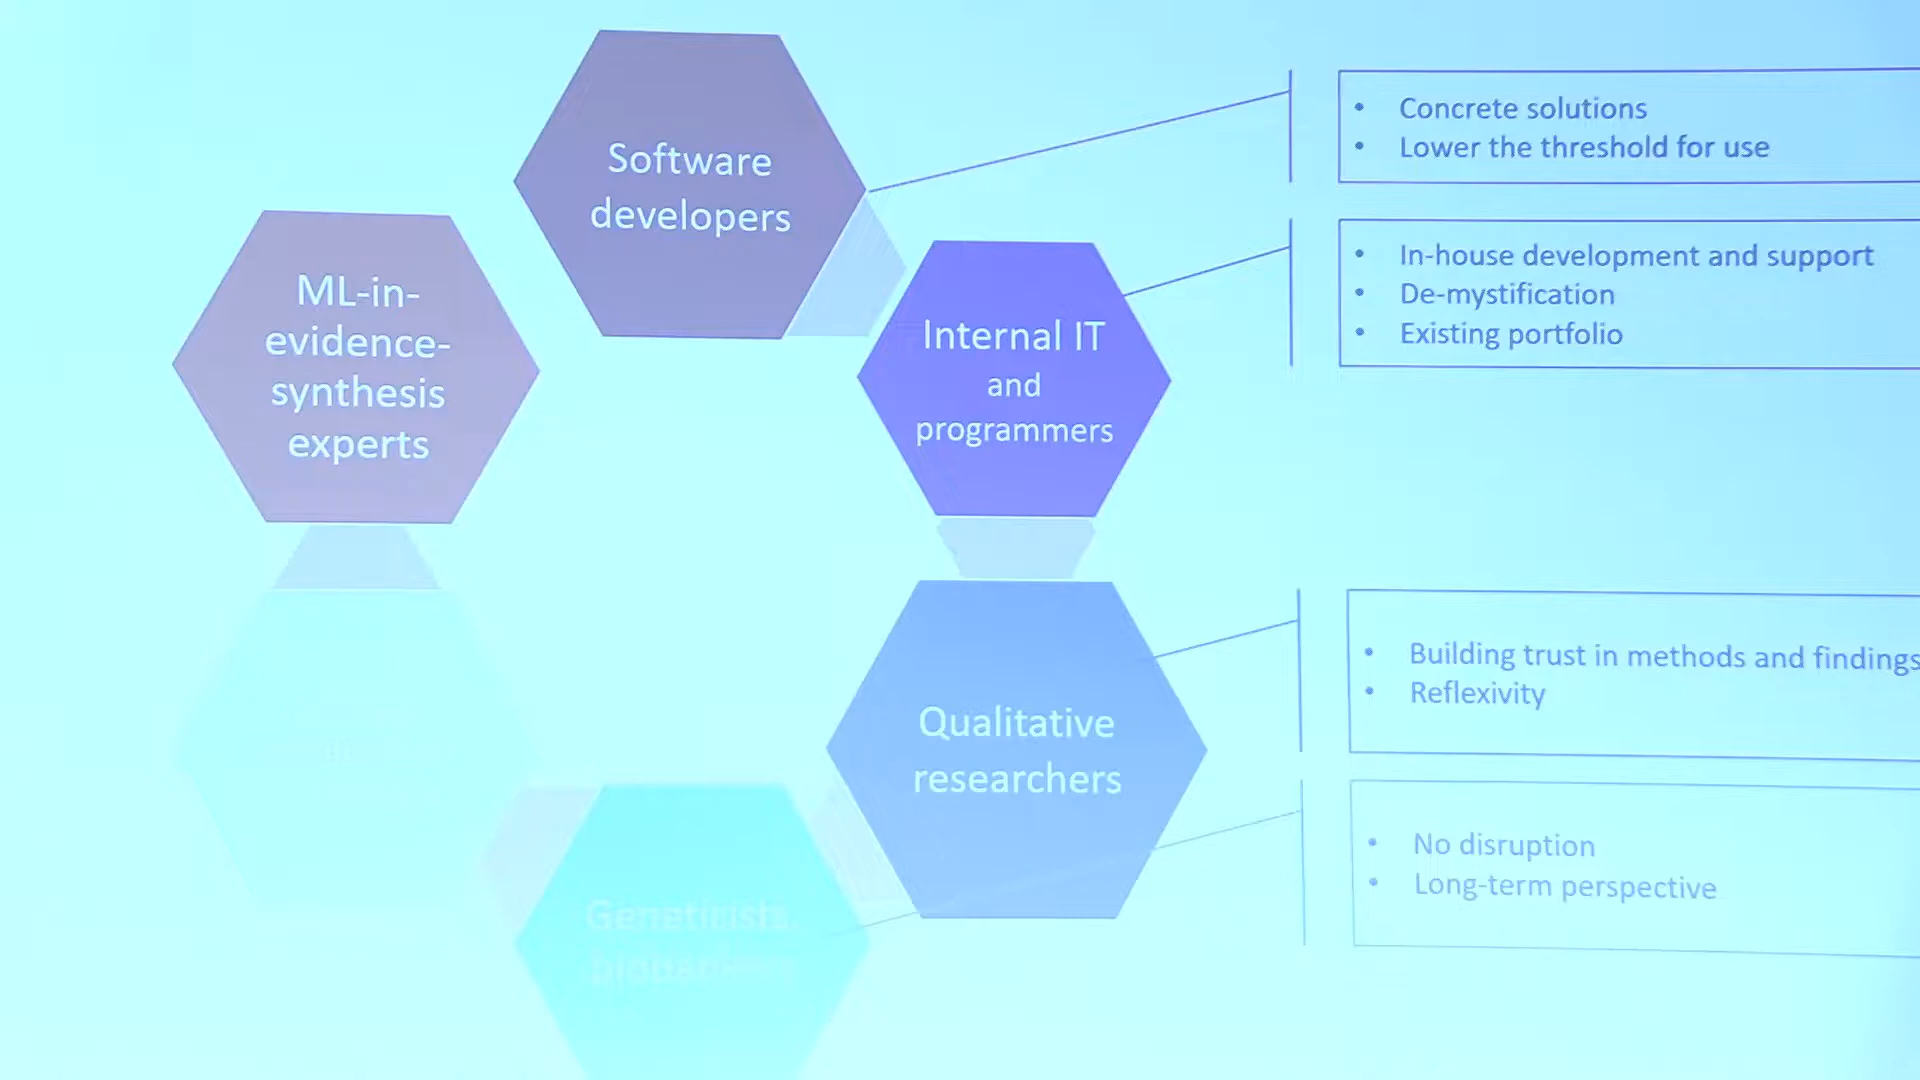 Software
developers
• Concrete solutions
• Lower the threshold for use
ML-in-
evidence-
synthesis
experts
Internal IT
and
programmers
• In-house development and support
• De-mystification
• Existing portfolio
Qualitative
researchers
• Building trust in methods and findings
• Reflexivity
• No disruption
• Long-term perspective
Geneticists,